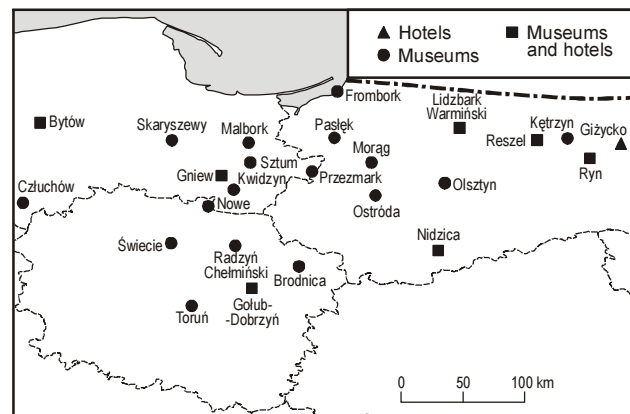 Hotels
Museums
Museums
and hotels
Frombork
Bytów
Skaryszewy
Malbork
Pasłęk
Lidzbark
Warmiński
Kętrzyn
Giżycko
Reszel
Morąg
Sztum
Gniew
Kwidzyn
Przezmark
Ryn
Człuchów
Nowe
Ostróda
Olsztyn
Świecie
Radzyń
Chełmiński
Nidzica
Brodnica
Toruń
Gołub-
-Dobrzyń
0 50 100 km